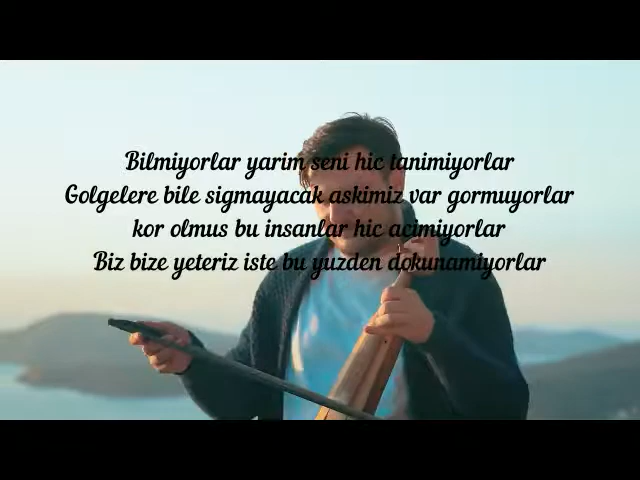 Bilmiyorlar yarim seni hic tanimiyorlar
Golgelere bile sigmayacak askimiz var gormuyorlar
kor olmus bu insanlar hic acimiyorlar
Biz bize yeteriz iste bu yuzden dokunamiyorlar